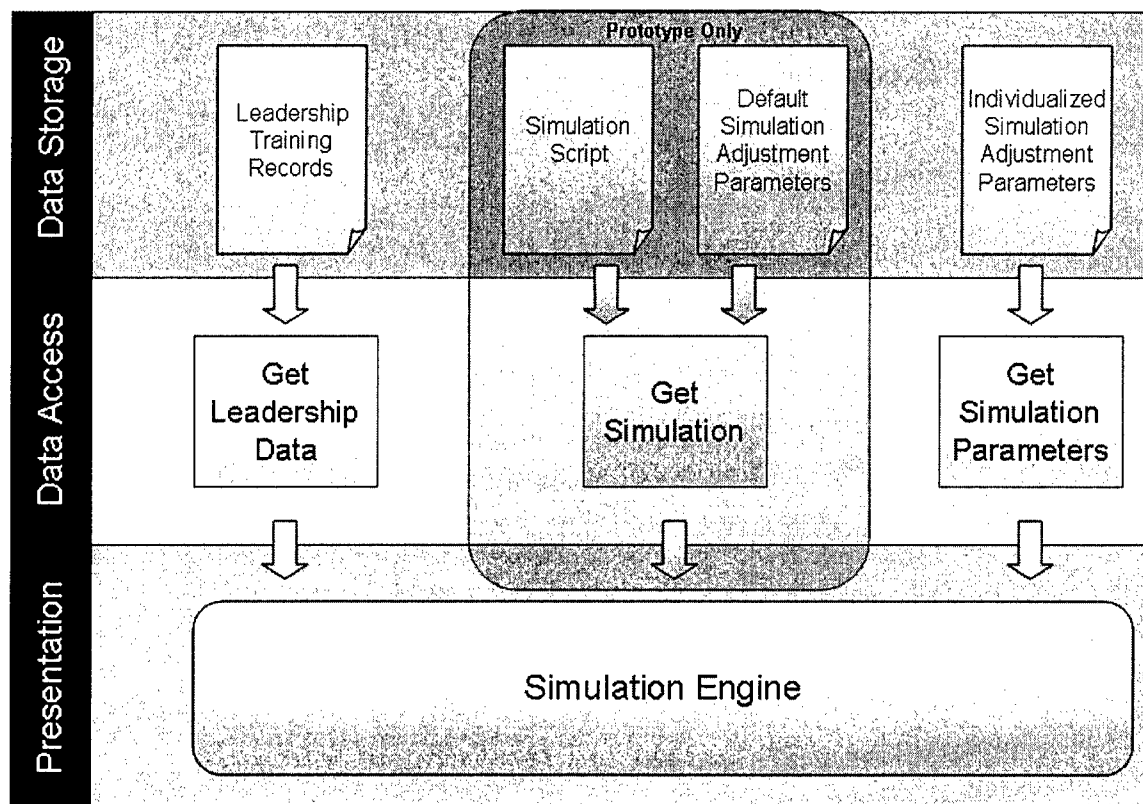 Data Storage
Prototype Only
Leadership
Training
Records
Simulation
Script
Default
Simulation
Adjustment
Parameters
Individualized
Simulation
Adjustment
Parameters
Data Access
Get
Leadership
Data
Get
Simulation
Get
Simulation
Parameters
Presentation
Simulation Engine